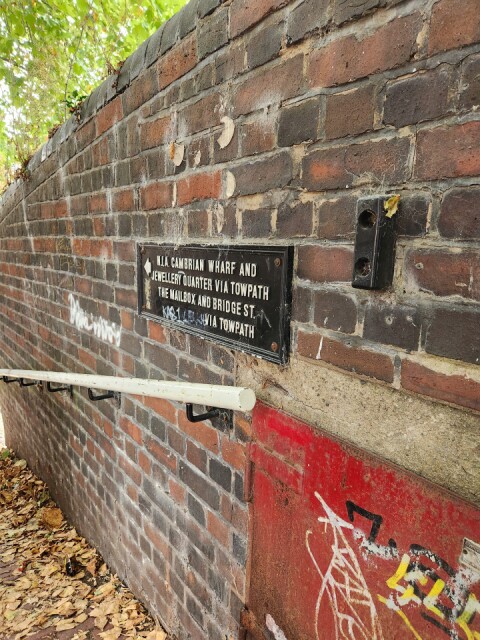 N.I.A. CAMBRIAN WHARF AND
JEWELLERY QUARTER VIA TOWPATH
THE MAILBOX AND BRIDGE ST.
VIA TOWPATH